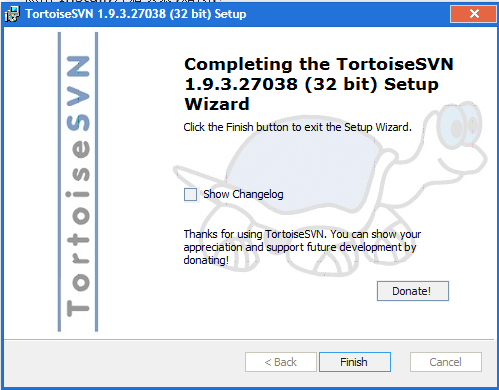 TortoiseSVN 1.9.3.27038 (32 bit) Setup
TortoiseSVN
Completing the TortoiseSVN
1.9.3.27038 (32 bit) Setup
Wizard
Click the Finish button to exit the Setup Wizard.
Show Changelog
Thanks for using TortoiseSVN. You can show your
appreciation and support future development by
donating!
Donate!
< Back
Finish
Cancel